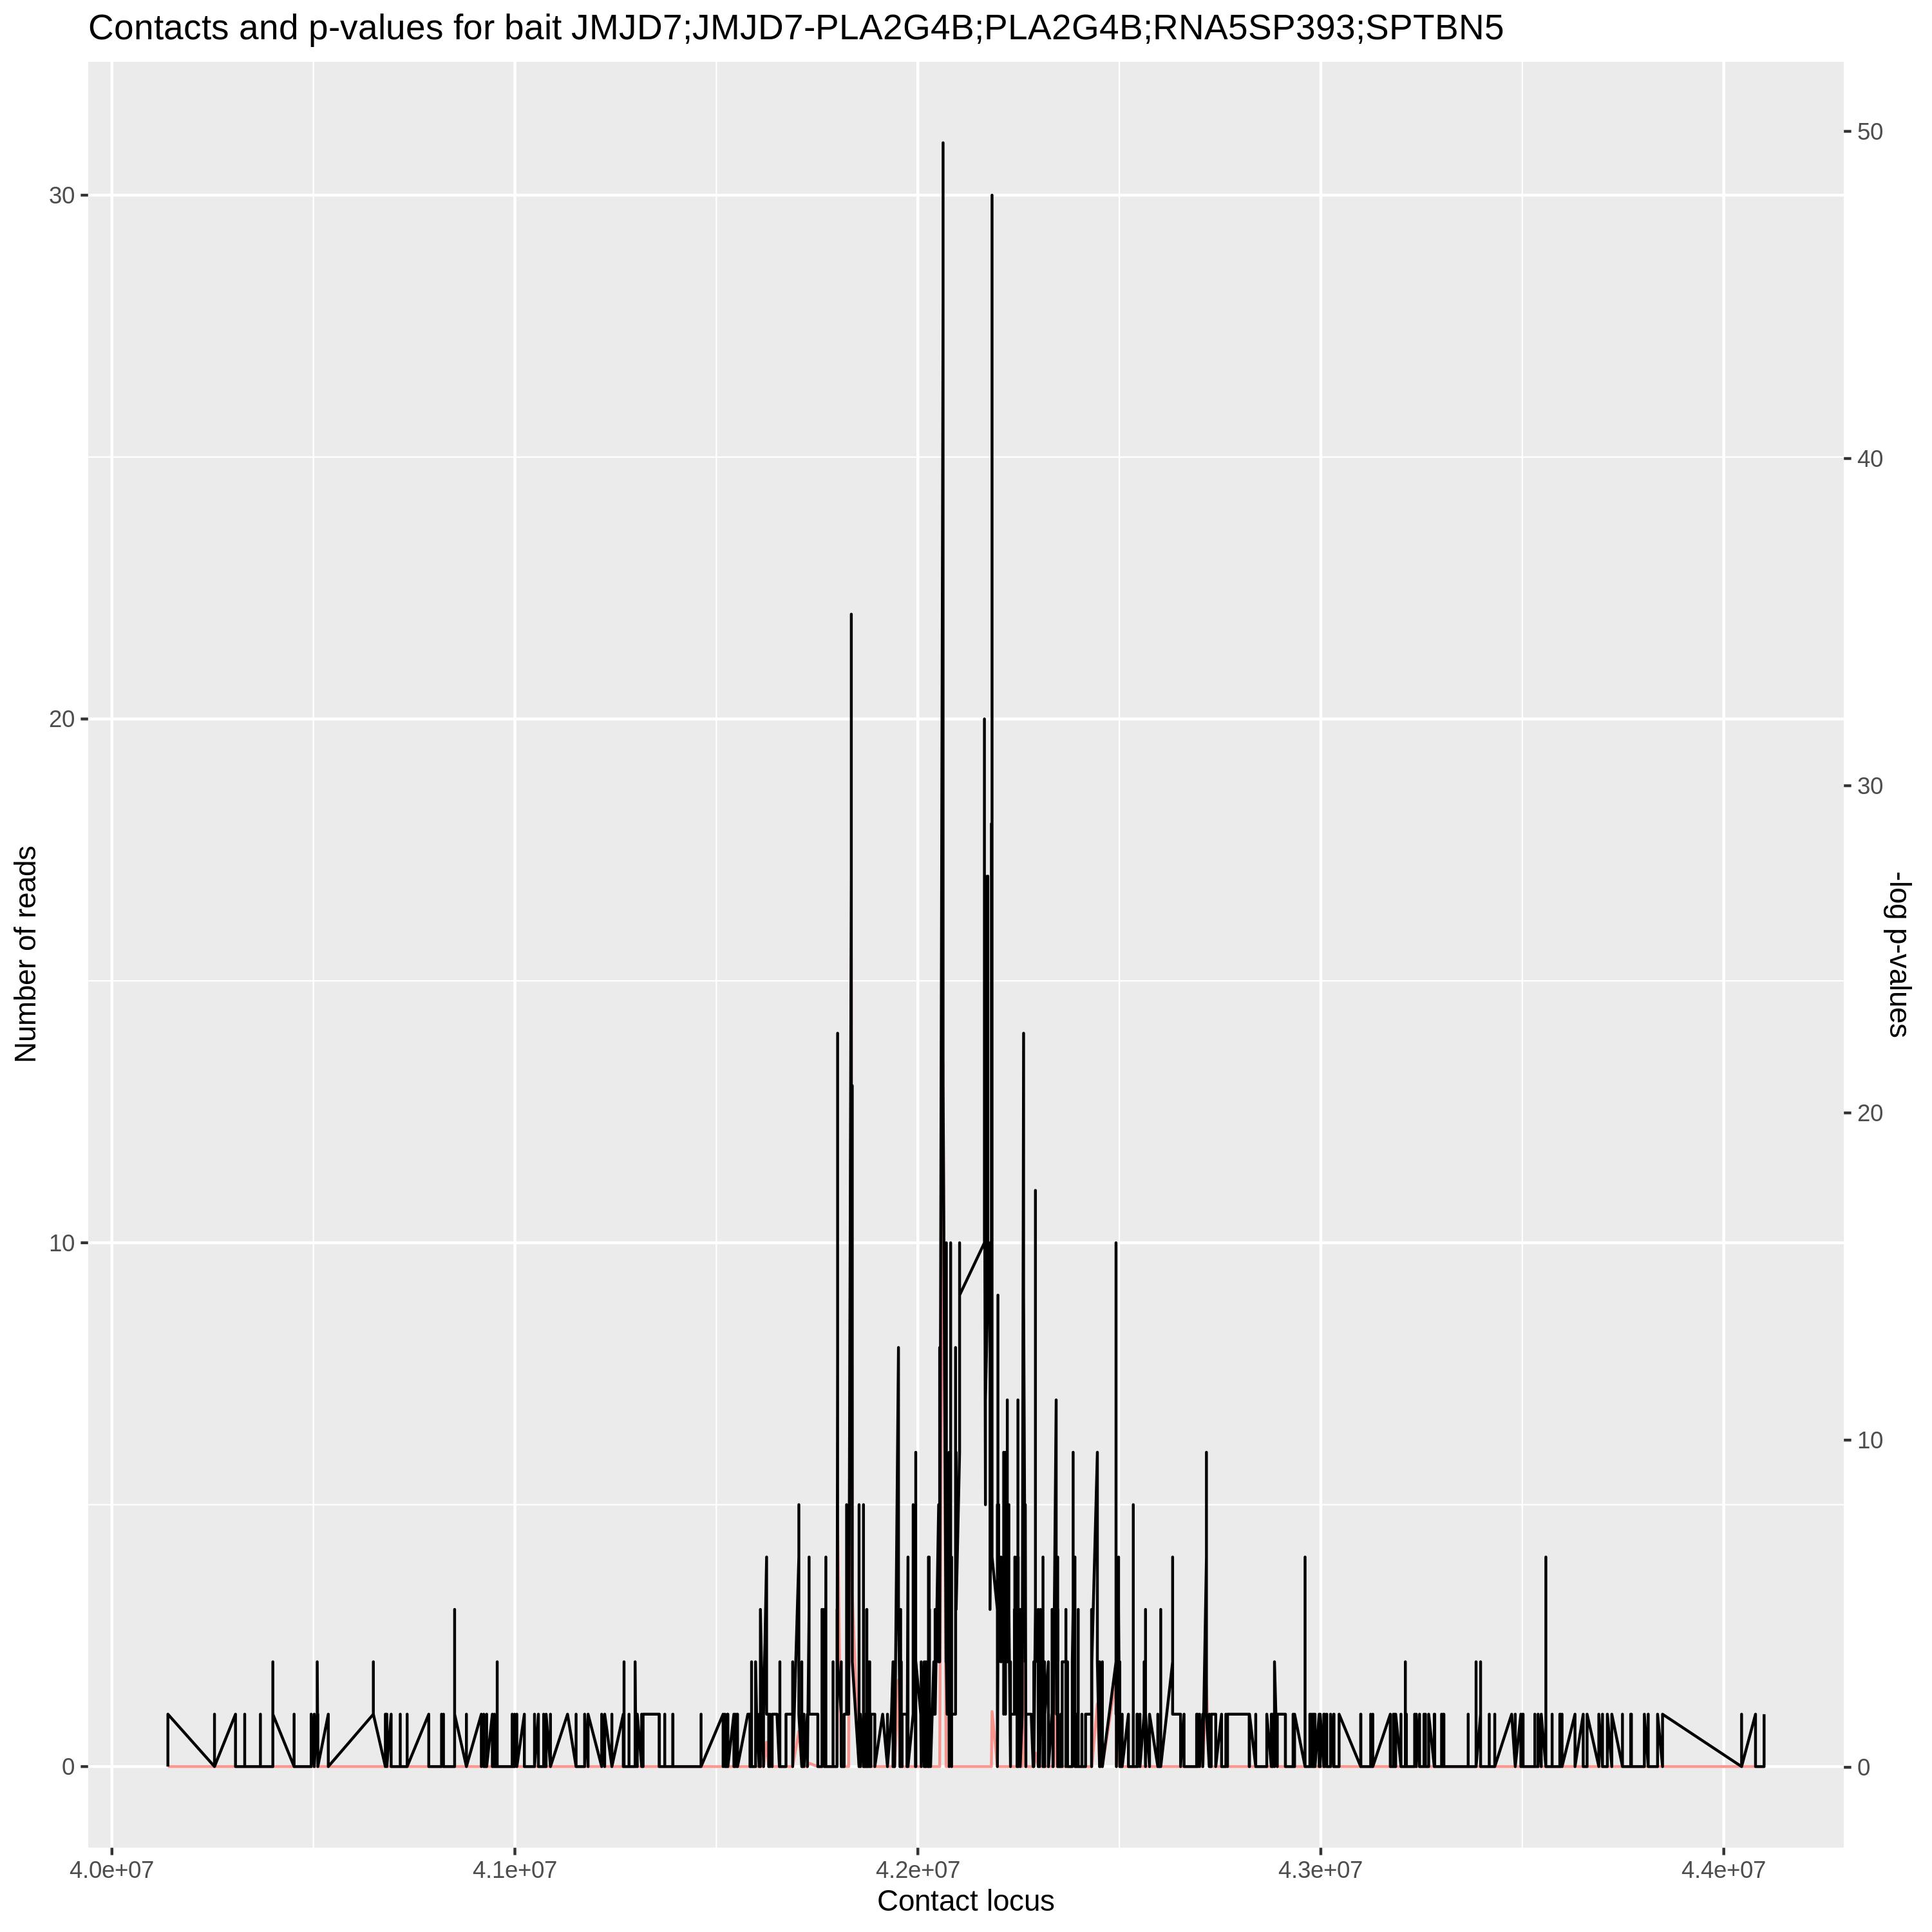 Contacts and p-values for bait JMJD7;JMJD7-PLA2G4B;PLA2G4B;RNA5SP393;SPTBN5
50
30
40
20
30
Number of reads
-log p-values
20
10
10
0
0
4.0e+07 4.1e+07 4.2e+07 4.3e+07 4.4e+07
Contact locus